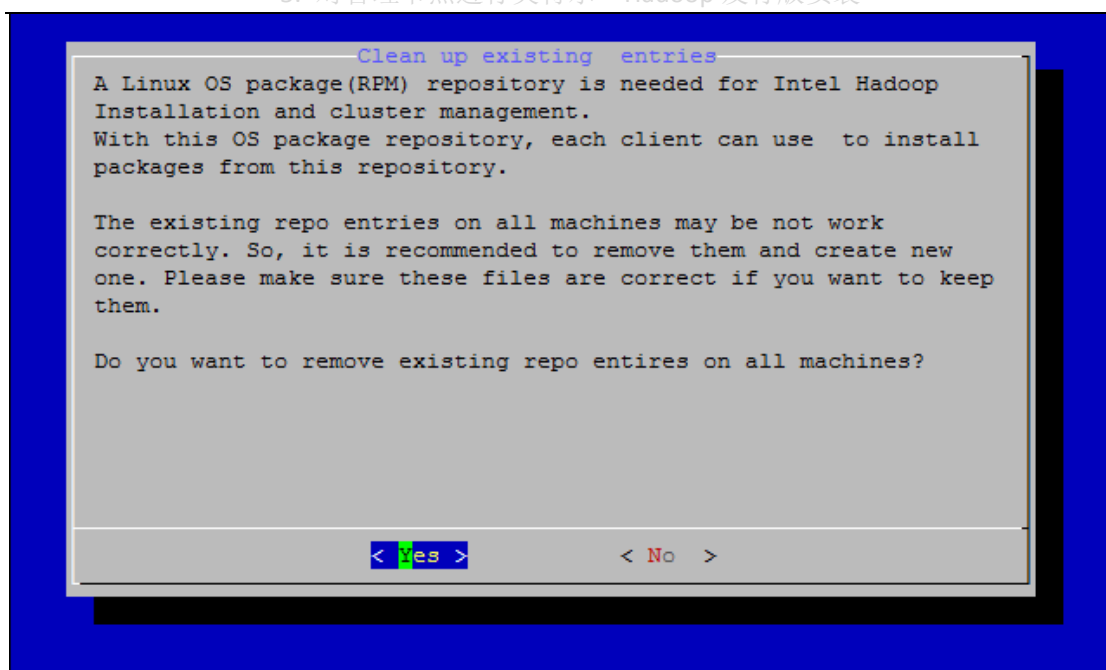 Clean up existing  entries
A Linux OS package(RPM) repository is needed for Intel Hadoop
Installation and cluster management.
With this OS package repository, each client can use  to install
packages from this repository.
The existing repo entries on all machines may be not work
correctly. So, it is recommended to remove them and create new
one. Please make sure these files are correct if you want to keep
them.
Do you want to remove existing repo entires on all machines?
< Yes > < No >